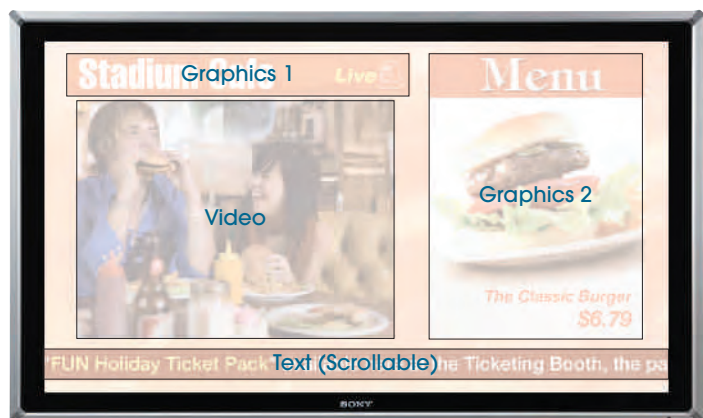 Stadium Cafe
Graphics 1
Live
Menu
Video
Graphics 2
The Classic Burger
$6.79
"FUN Holiday Ticket Pack"
Text (Scrollable)
he Ticketing Booth, the pa
SONY